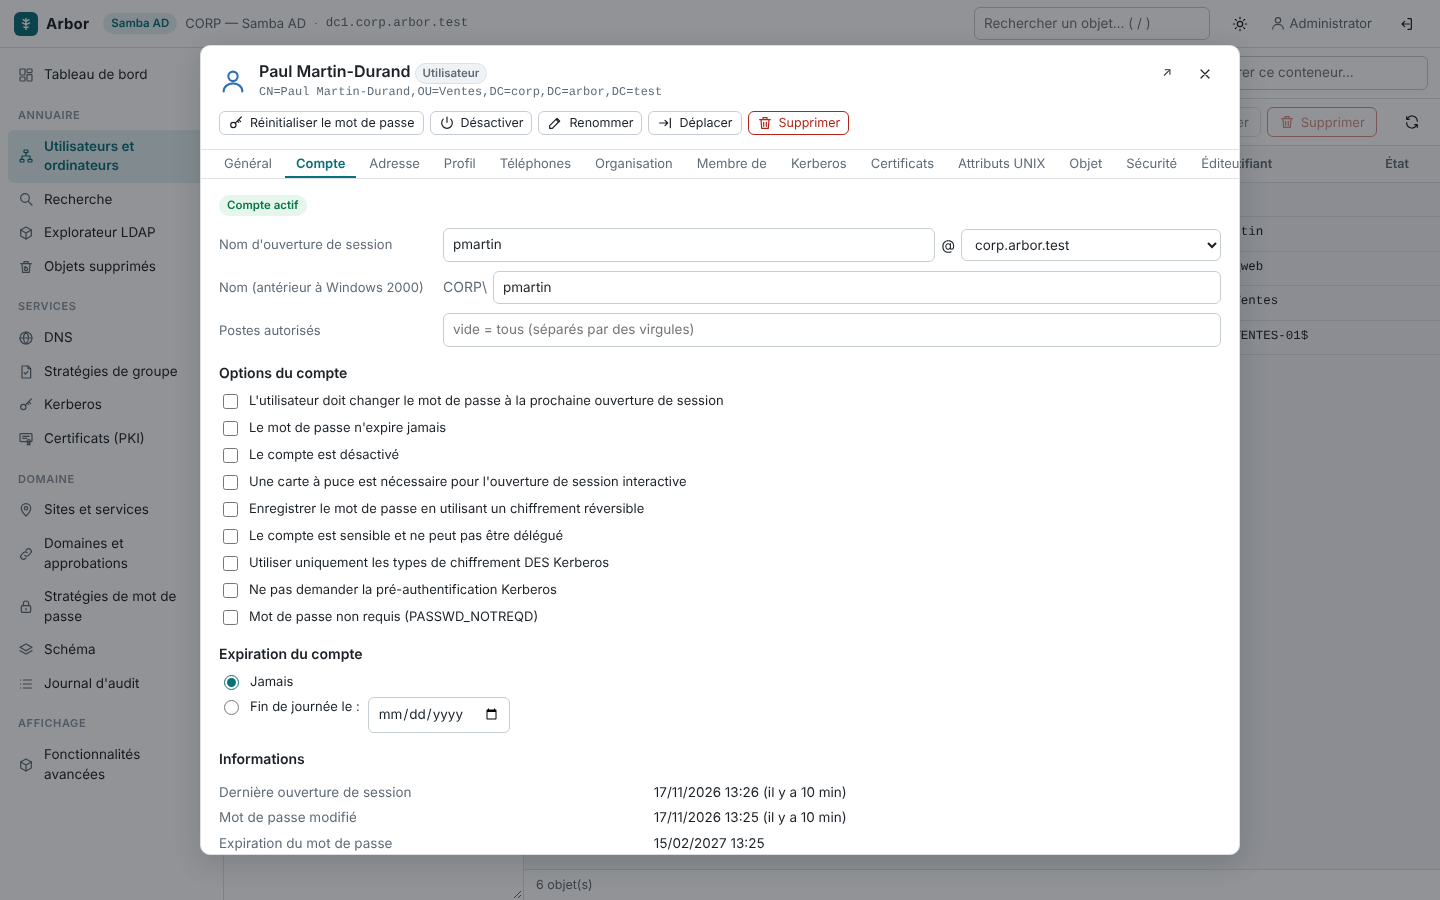 Arbor
Samba AD
CORP — Samba AD · dc1.corp.arbor.test
Rechercher un objet... ( / )
Administrator
Tableau de bord
ANNUAIRE
Utilisateurs et
ordinateurs
Recherche
Explorateur LDAP
Objets supprimés
SERVICES
DNS
Stratégies de groupe
Kerberos
Certificats (PKI)
DOMAINE
Sites et services
Domaines et
approbations
Stratégies de mot de
passe
Schéma
Journal d'audit
AFFICHAGE
Fonctionnalités
avancées
Paul Martin-Durand Utilisateur
CN=Paul Martin-Durand,OU=Ventes,DC=corp,DC=arbor,DC=test
Réinitialiser le mot de passe
Désactiver
Renommer
Déplacer
Supprimer
Général Compte Adresse Profil Téléphones Organisation Membre de Kerberos Certificats Attributs UNIX Objet Sécurité
Compte actif
Nom d'ouverture de session pmartin @ corp.arbor.test
Nom (antérieur à Windows 2000) CORP\ pmartin
Postes autorisés vide = tous (séparés par des virgules)
Options du compte
L'utilisateur doit changer le mot de passe à la prochaine ouverture de session
Le mot de passe n'expire jamais
Le compte est désactivé
Une carte à puce est nécessaire pour l'ouverture de session interactive
Enregistrer le mot de passe en utilisant un chiffrement réversible
Le compte est sensible et ne peut pas être délégué
Utiliser uniquement les types de chiffrement DES Kerberos
Ne pas demander la pré-authentification Kerberos
Mot de passe non requis (PASSWD_NOTREQD)
Expiration du compte
Jamais
Fin de journée le : mm/dd/yyyy
Informations
Dernière ouverture de session 17/11/2026 13:26 (il y a 10 min)
Mot de passe modifié 17/11/2026 13:25 (il y a 10 min)
Expiration du mot de passe 15/02/2027 13:25
ce conteneur...
Supprimer
État
6 objet(s)